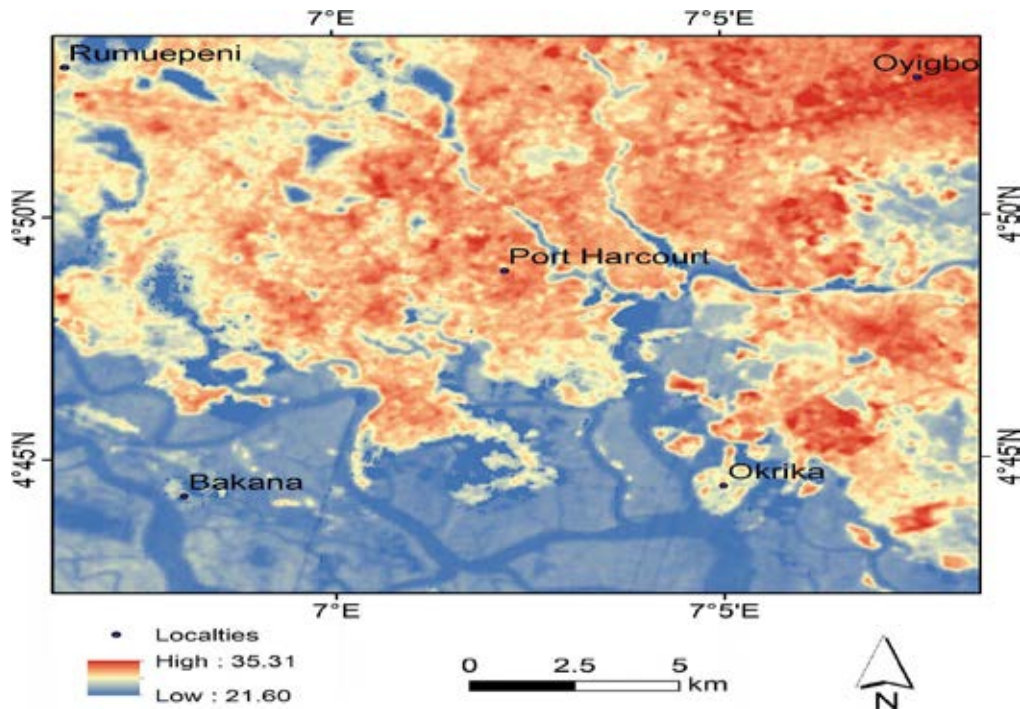 7°E 7°5'E
Rumuepeni
Oyigbo
4°50'N 4°50'N
Port Harcourt
4°45'N 4°45'N
Bakana
Okrika
7°E 7°5'E
Localties
High : 35.31
Low : 21.60
0 2.5 5
km
N